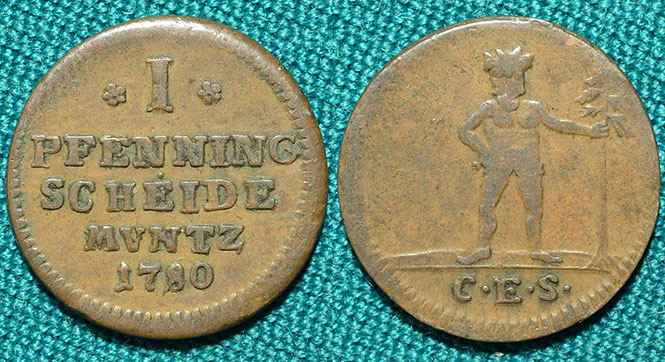 * I *
PFENNING
SCHEIDE
MVNTZ
1790
C·E·S·